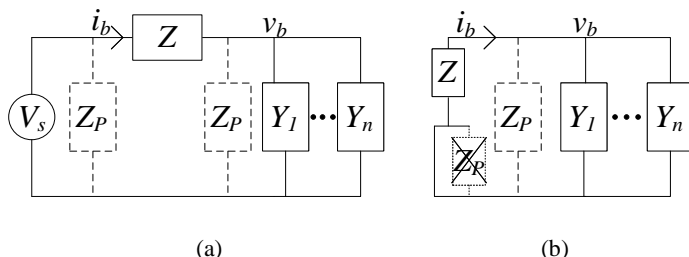 i_b Z v_b i_b v_b
V_s Z_P Z_P Y_1 ••• Y_n Z Z_P Y_1 ••• Y_n
Z_P
(a) (b)